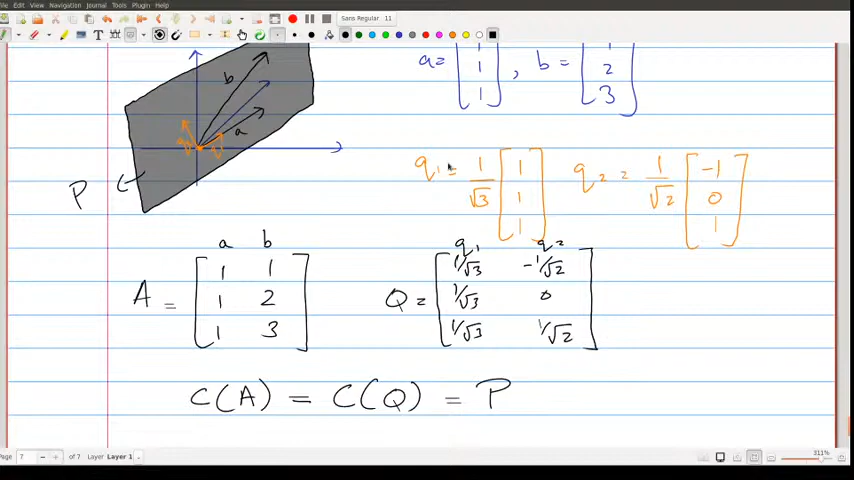 File Edit View Navigation Journal Tools Plugin Help
Sans Regular 11
b
a
P
a = [1 1 1] , b = [1 2 3]
q1 = 1/√3 [1 1 1] q2 = 1/√2 [-1 0 1]
a b
q1 q2
A = [1 1
1 2
1 3]
Q = [1/√3 -1/√2
1/√3 0
1/√3 1/√2]
C(A) = C(Q) = P
Page 7 of 7 Layer Layer 1
311%